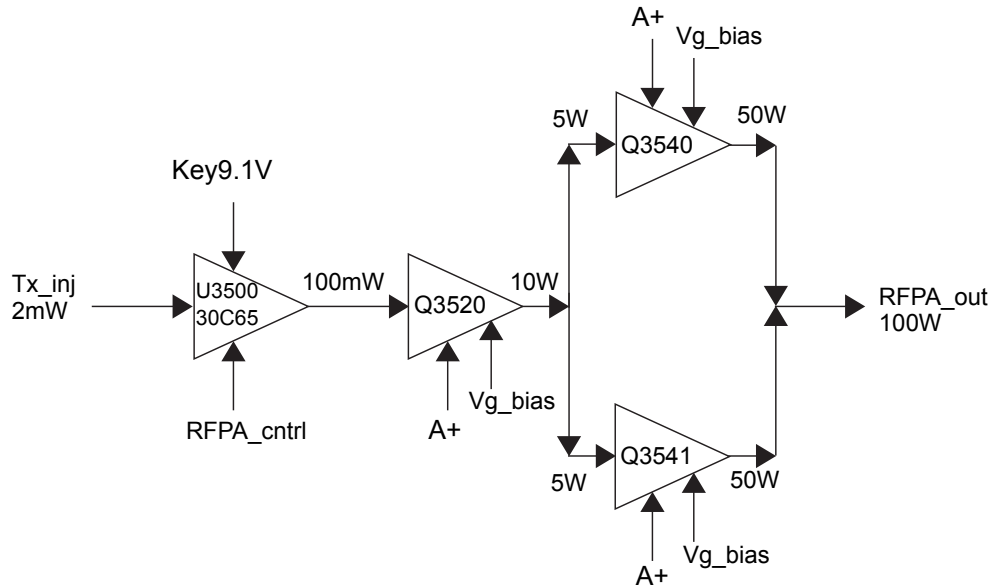 A+
Vg_bias
5W
50W
Q3540
Key9.1V
Tx_inj
2mW
U3500
30C65
100mW
Q3520
10W
RFPA_out
100W
RFPA_cntrl
A+
Vg_bias
Q3541
5W
50W
A+
Vg_bias